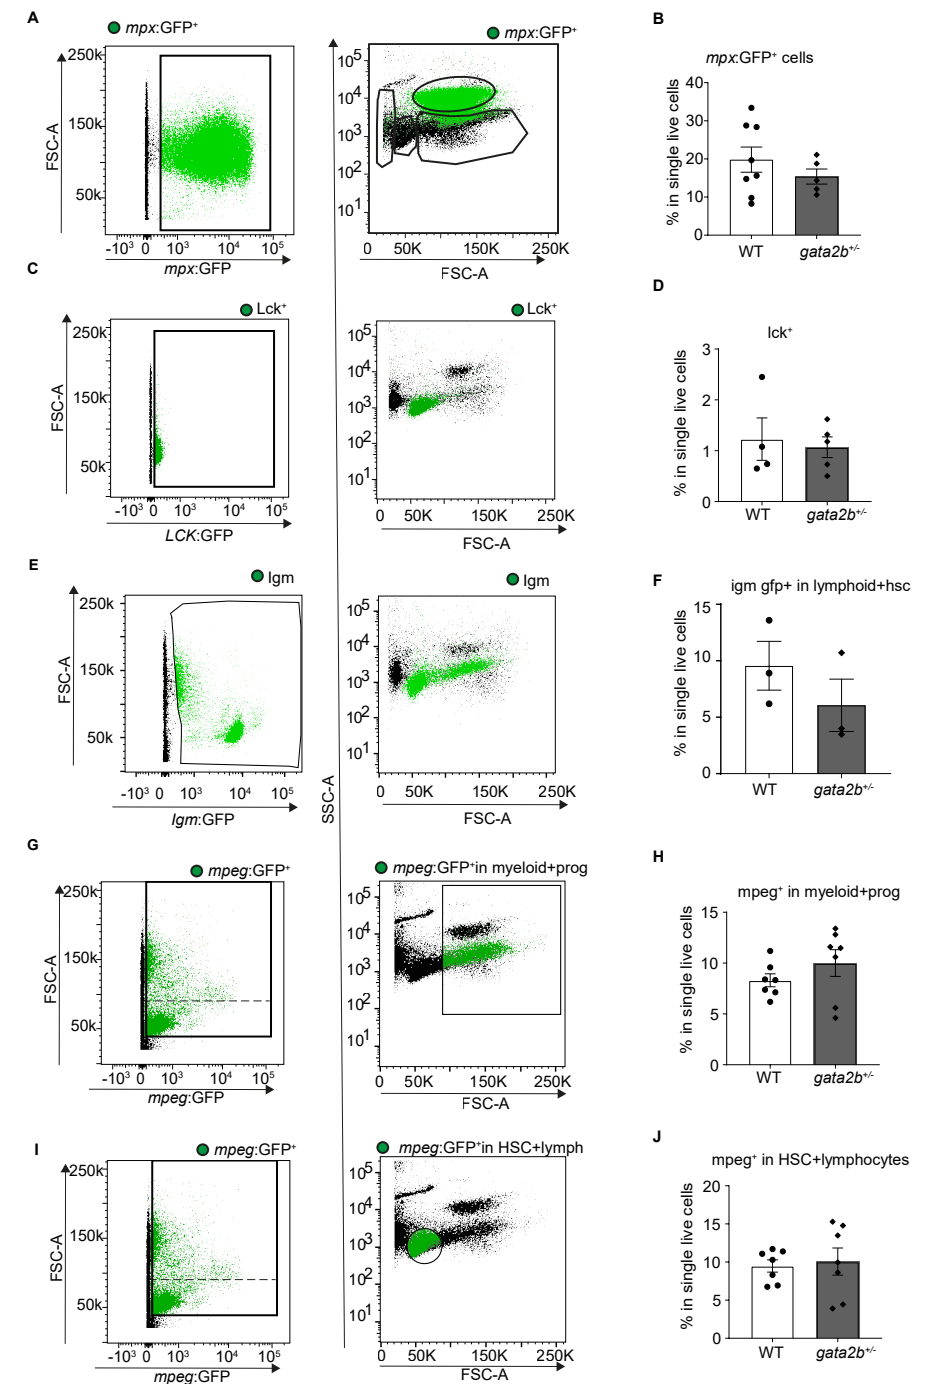 A
mpx:GFP⁺
250k
150k
50k
FSC-A
-10³ 0 10³ 10⁴ 10⁵
mpx:GFP
mpx:GFP⁺
10⁵
10⁴
10³
10²
10¹
0 50K 150K 250K
FSC-A
B
mpx:GFP⁺ cells
40
30
20
10
0
% in single live cells
WT gata2b⁺/⁻
C
Lck⁺
250k
150k
50k
FSC-A
-10³ 0 10³ 10⁴ 10⁵
LCK:GFP
Lck⁺
10⁵
10⁴
10³
10²
10¹
0 50K 150K 250K
FSC-A
D
lck⁺
3
2
1
0
% in single live cells
WT gata2b⁺/⁻
E
Igm
250k
150k
50k
FSC-A
-10³ 0 10³ 10⁴ 10⁵
Igm:GFP
Igm
10⁵
10⁴
10³
10²
10¹
0 50K 150K 250K
FSC-A
SSC-A
F
igm gfp+ in lymphoid+hsc
15
10
5
0
% in single live cells
WT gata2b⁺/⁻
G
mpeg:GFP⁺
250k
150k
50k
FSC-A
-10³ 0 10³ 10⁴ 10⁵
mpeg:GFP
mpeg:GFP⁺in myeloid+prog
10⁵
10⁴
10³
10²
10¹
0 50K 150K 250K
FSC-A
H
mpeg⁺ in myeloid+prog
15
10
5
0
% in single live cells
WT gata2b⁺/⁻
I
mpeg:GFP⁺
250k
150k
50k
FSC-A
-10³ 0 10³ 10⁴ 10⁵
mpeg:GFP
mpeg:GFP⁺in HSC+lymph
10⁵
10⁴
10³
10²
10¹
0 50K 150K 250K
FSC-A
J
mpeg⁺ in HSC+lymphocytes
20
15
10
5
0
% in single live cells
WT gata2b⁺/⁻